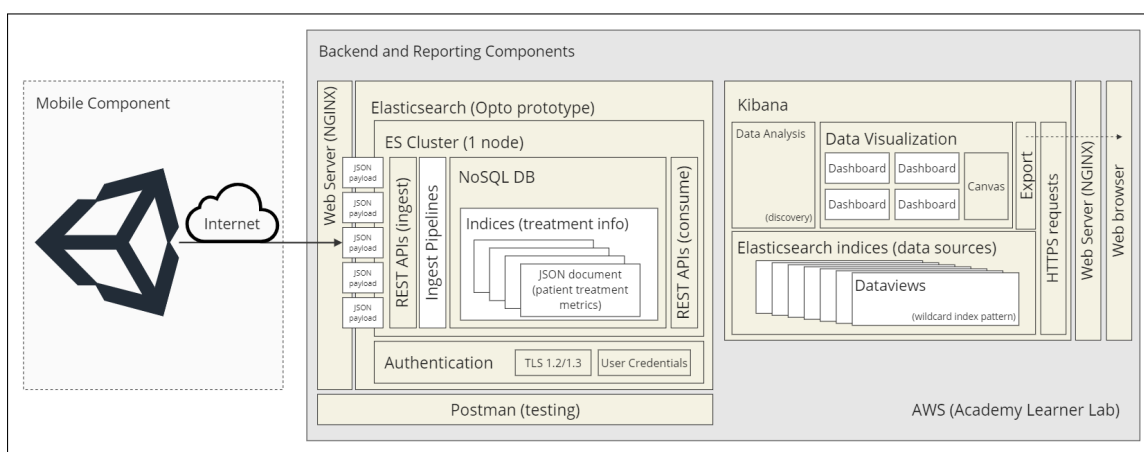 Backend and Reporting Components
Mobile Component
Internet
Web Server (NGINX)
Elasticsearch (Opto prototype)
ES Cluster (1 node)
JSON
payload
JSON
payload
JSON
payload
JSON
payload
JSON
payload
REST APIs (ingest)
Ingest Pipelines
NoSQL DB
Indices (treatment info)
JSON document
(patient treatment
metrics)
REST APIs (consume)
Authentication
TLS 1.2/1.3
User Credentials
Postman (testing)
Kibana
Data Analysis
(discovery)
Data Visualization
Dashboard
Dashboard
Dashboard
Dashboard
Canvas
Export
Elasticsearch indices (data sources)
Dataviews
(wildcard index pattern)
HTTPS requests
Web Server (NGINX)
Web browser
AWS (Academy Learner Lab)